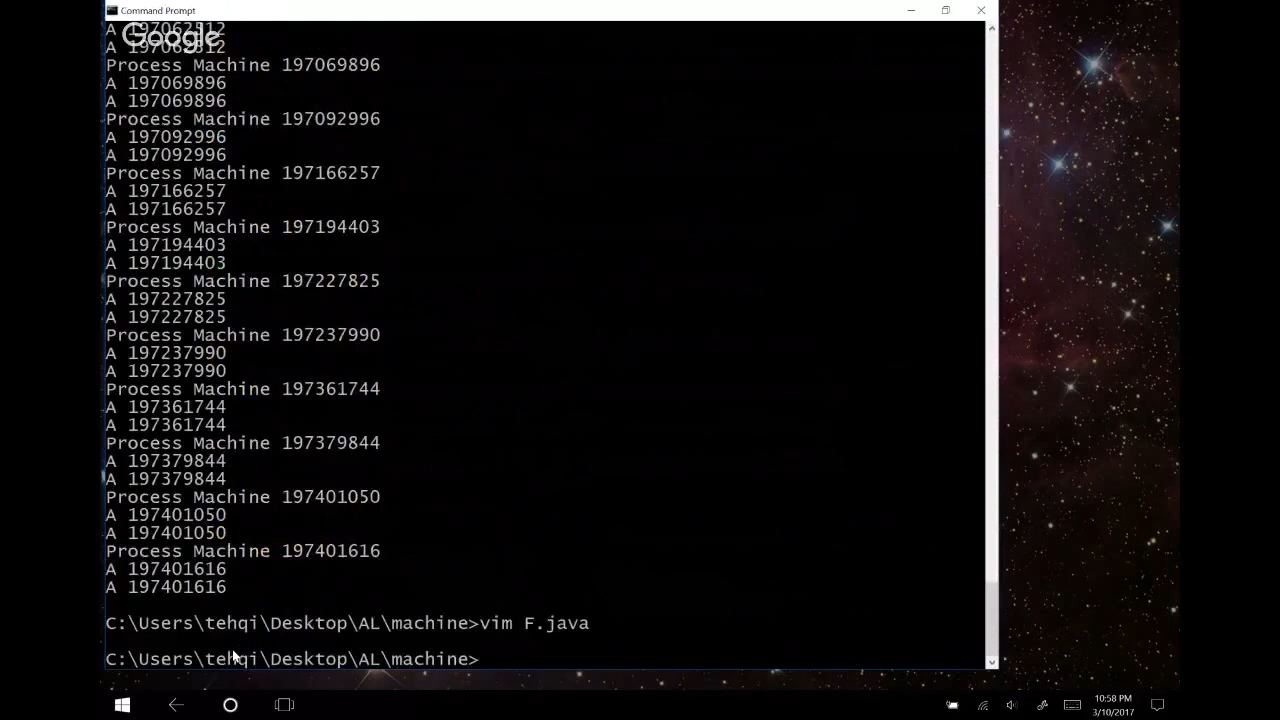 Command Prompt
A 197062512
Google
A 197062512
Process Machine 197069896
A 197069896
A 197069896
Process Machine 197092996
A 197092996
A 197092996
Process Machine 197166257
A 197166257
A 197166257
Process Machine 197194403
A 197194403
A 197194403
Process Machine 197227825
A 197227825
A 197227825
Process Machine 197237990
A 197237990
A 197237990
Process Machine 197361744
A 197361744
A 197361744
Process Machine 197379844
A 197379844
A 197379844
Process Machine 197401050
A 197401050
A 197401050
Process Machine 197401616
A 197401616
A 197401616
C:\Users\tehqi\Desktop\AL\machine>vim F.java
C:\Users\tehqi\Desktop\AL\machine>
10:58 PM
3/10/2017